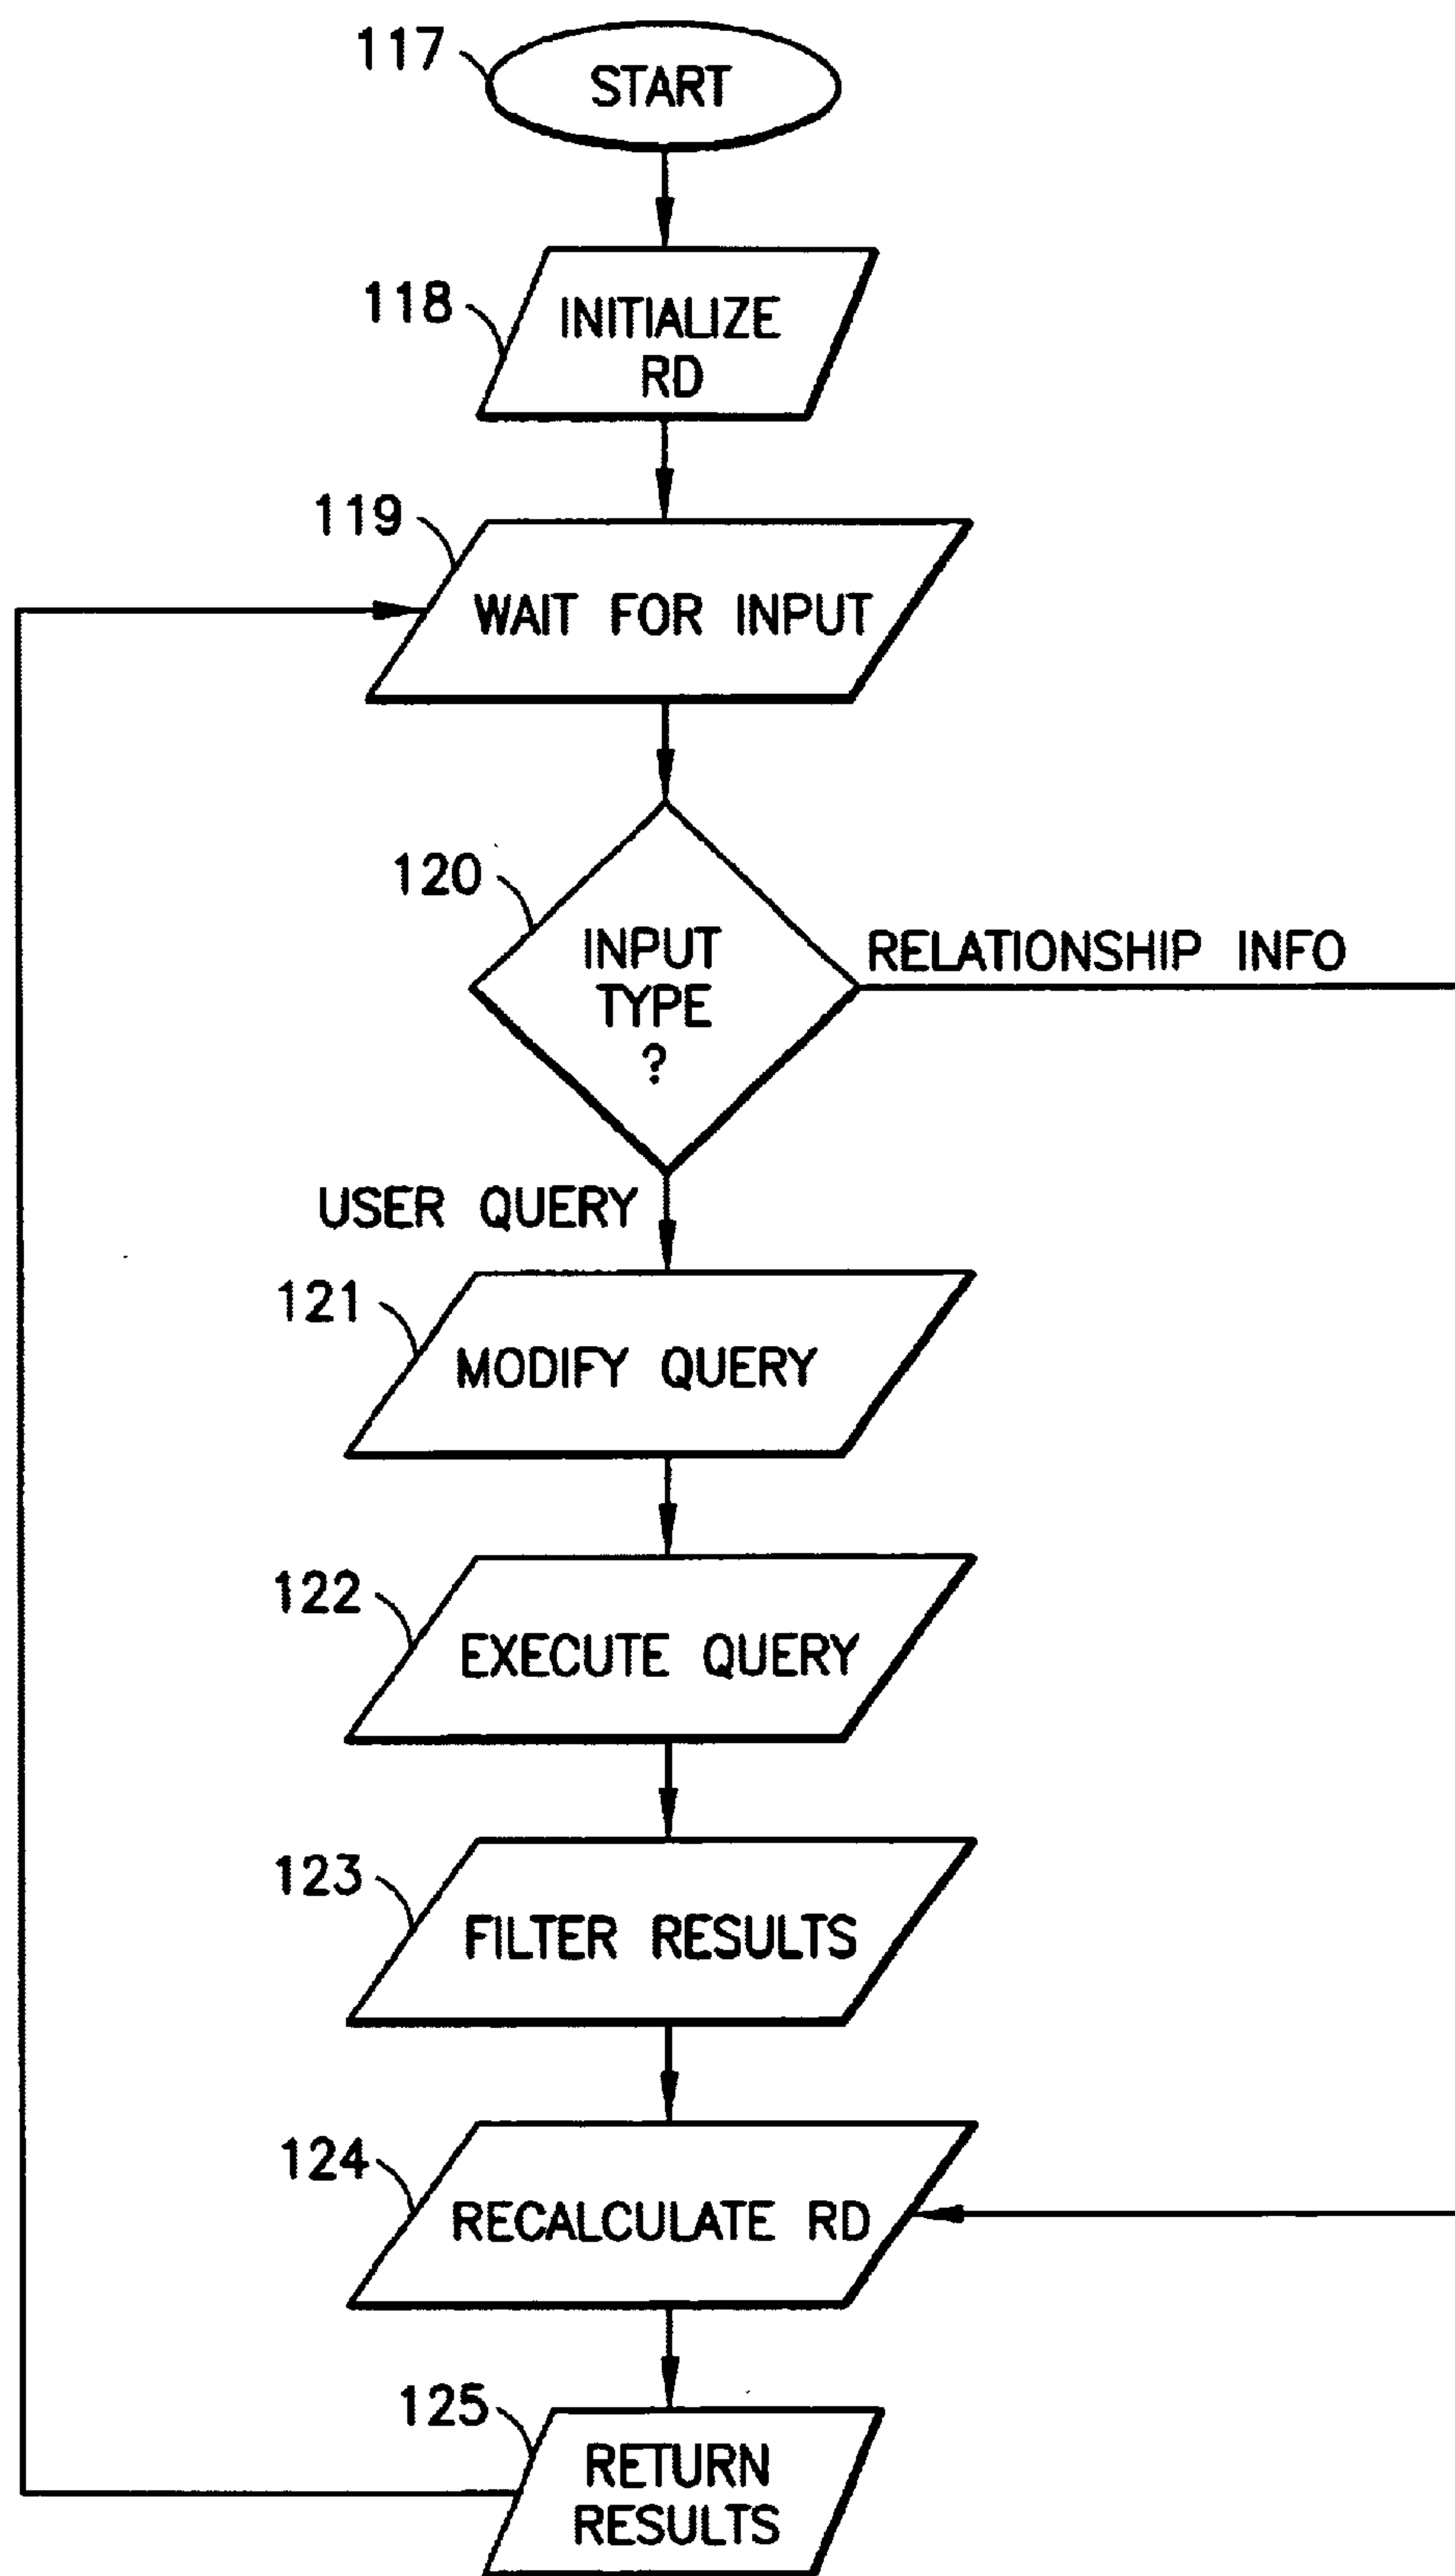 117
START
118
INITIALIZE
RD
119
WAIT FOR INPUT
120
INPUT
TYPE
?
RELATIONSHIP INFO
USER QUERY
121
MODIFY QUERY
122
EXECUTE QUERY
123
FILTER RESULTS
124
RECALCULATE RD
125
RETURN
RESULTS